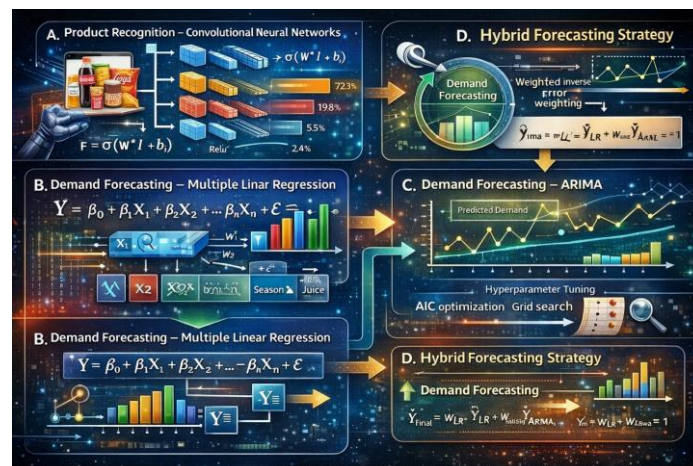 A. Product Recognition – Convolutional Neural Networks
→ σ(W*I + b_i)
72.3%
19.8%
5.5%
2.4%
Relu
F = σ(W*I + b_i)
D. Hybrid Forecasting Strategy
Demand
Forecasting
Weighted inverse
Error
weighting
B. Demand Forecasting – Multiple Linar Regression
Y = β₀ + β₁X₁ + β₂X₂ + ... βₙXₙ + ε =
X₁
W₂
X2
Season
Juice
C. Demand Forecasting – ARIMA
Predicted Demand
Hyperparameter Tuning
AIC optimization Grid search
B. Demand Forecasting – Multiple Linear Regression
Y = β₀ + β₁X₁ + β₂X₂ + ... – βₙXₙ + ε
Y
Y
D. Hybrid Forecasting Strategy
Demand Forecasting